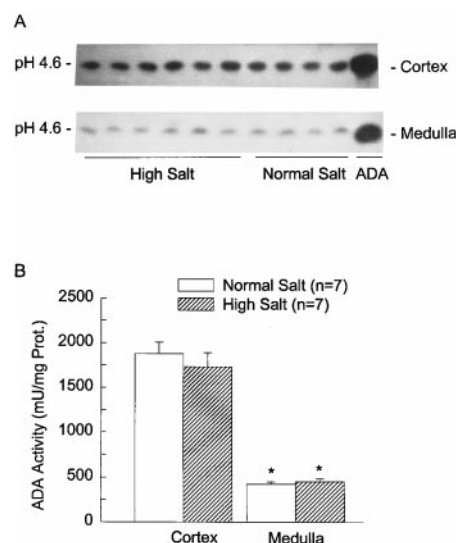 A
pH 4.6 - - Cortex
pH 4.6 - - Medulla
High Salt Normal Salt ADA
B
Normal Salt (n=7)
High Salt (n=7)
2500
2000
1500
1000
500
0
ADA Activity (mU/mg Prot.)
* *
Cortex Medulla